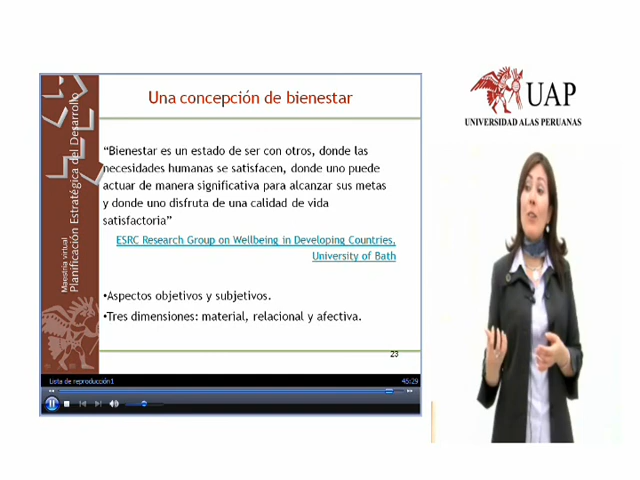 Una concepción de bienestar
“Bienestar es un estado de ser con otros, donde las
necesidades humanas se satisfacen, donde uno puede
actuar de manera significativa para alcanzar sus metas
y donde uno disfruta de una calidad de vida
satisfactoria”
ESRC Research Group on Wellbeing in Developing Countries,
University of Bath
•Aspectos objetivos y subjetivos.
•Tres dimensiones: material, relacional y afectiva.
23
Maestría virtual
Planificación Estratégica del Desarrollo
Lista de reproducción1
45:29
UAP
UNIVERSIDAD ALAS PERUANAS